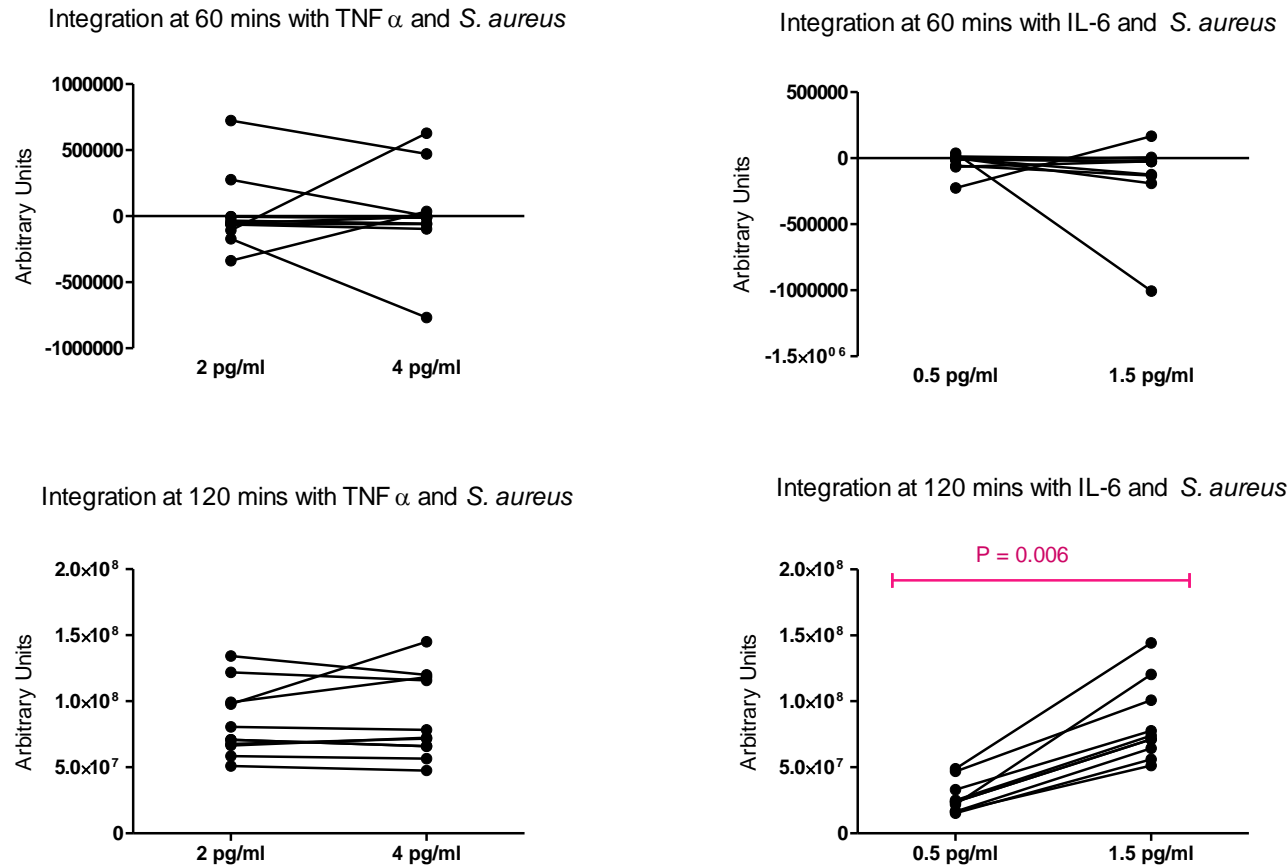 Integration at 60 mins with TNF α and S. aureus
Arbitrary Units
1000000
500000
0
-500000
-1000000
2 pg/ml 4 pg/ml
Integration at 60 mins with IL-6 and S. aureus
Arbitrary Units
500000
0
-500000
-1000000
-1.5×10⁰⁶
0.5 pg/ml 1.5 pg/ml
Integration at 120 mins with TNF α and S. aureus
Arbitrary Units
2.0×10⁸
1.5×10⁸
1.0×10⁸
5.0×10⁷
0
2 pg/ml 4 pg/ml
Integration at 120 mins with IL-6 and S. aureus
P = 0.006
Arbitrary Units
2.0×10⁸
1.5×10⁸
1.0×10⁸
5.0×10⁷
0
0.5 pg/ml 1.5 pg/ml